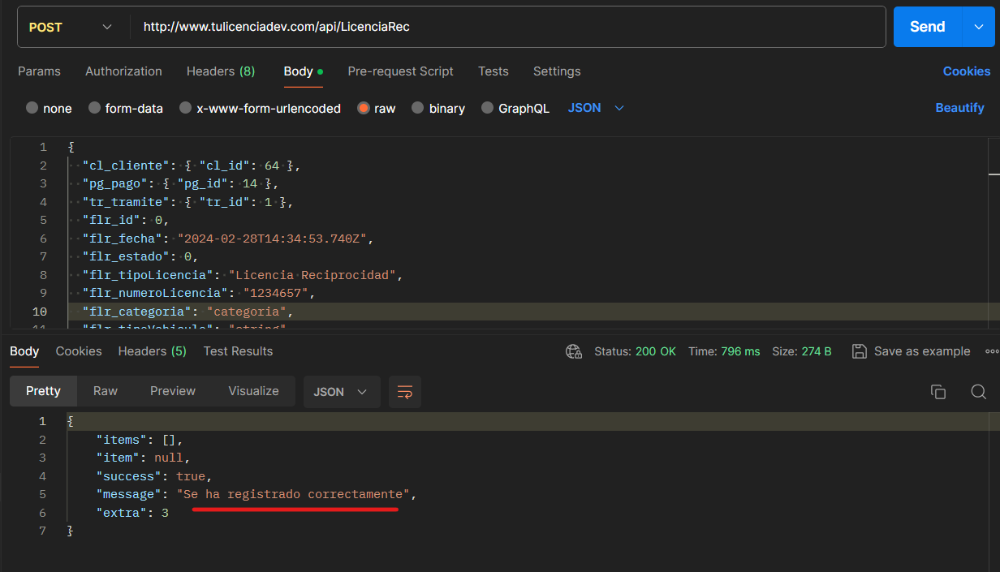 POST http://www.tulicenciadev.com/api/LicenciaRec Send
Params Authorization Headers (8) Body Pre-request Script Tests Settings Cookies
none form-data x-www-form-urlencoded raw binary GraphQL JSON Beautify
1 {
2 "cl_cliente": { "cl_id": 64 },
3 "pg_pago": { "pg_id": 14 },
4 "tr_tramite": { "tr_id": 1 },
5 "flr_id": 0,
6 "flr_fecha": "2024-02-28T14:34:53.740Z",
7 "flr_estado": 0,
8 "flr_tipoLicencia": "Licencia Reciprocidad",
9 "flr_numeroLicencia": "1234657",
10 "flr_categoria": "categoria",
11 "flr_tipoVehiculo": "string",
Body Cookies Headers (5) Test Results Status: 200 OK Time: 796 ms Size: 274 B Save as example
Pretty Raw Preview Visualize JSON
1 {
2 "items": [],
3 "item": null,
4 "success": true,
5 "message": "Se ha registrado correctamente",
6 "extra": 3
7 }